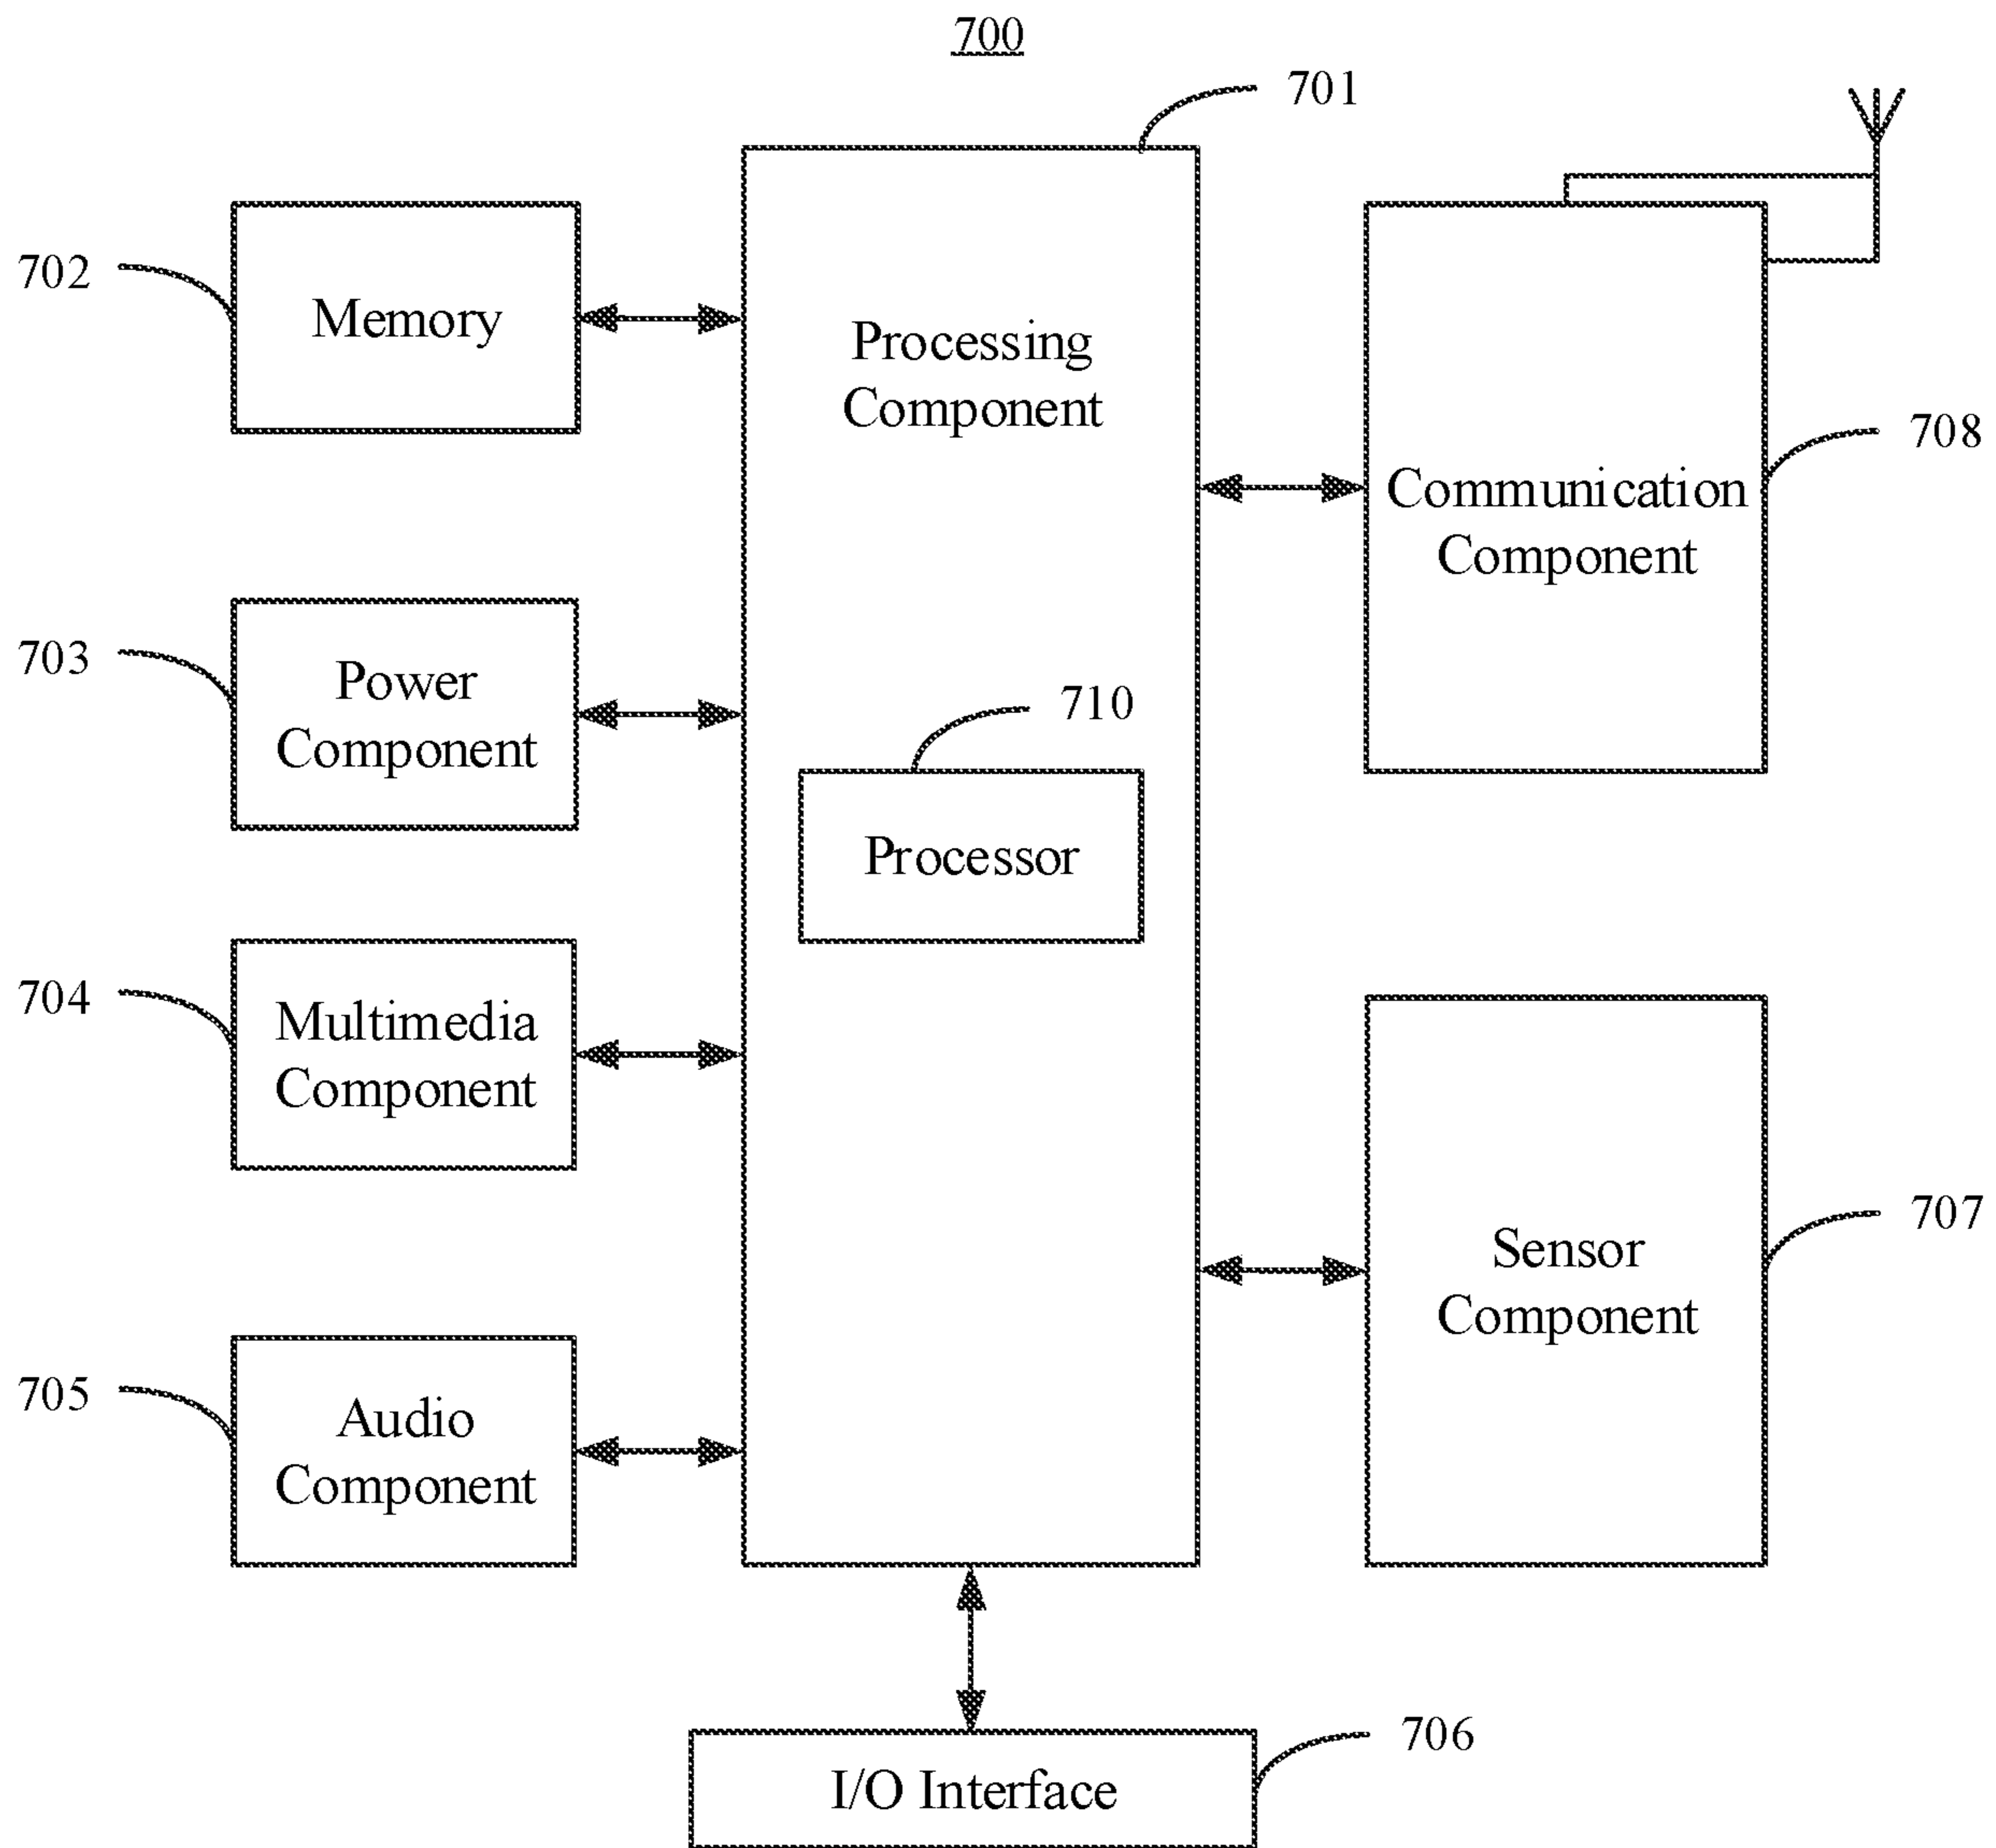 700
701
702
Memory
Processing
Component
708
Communication
Component
703
Power
Component
710
Processor
704
Multimedia
Component
707
Sensor
Component
705
Audio
Component
706
I/O Interface